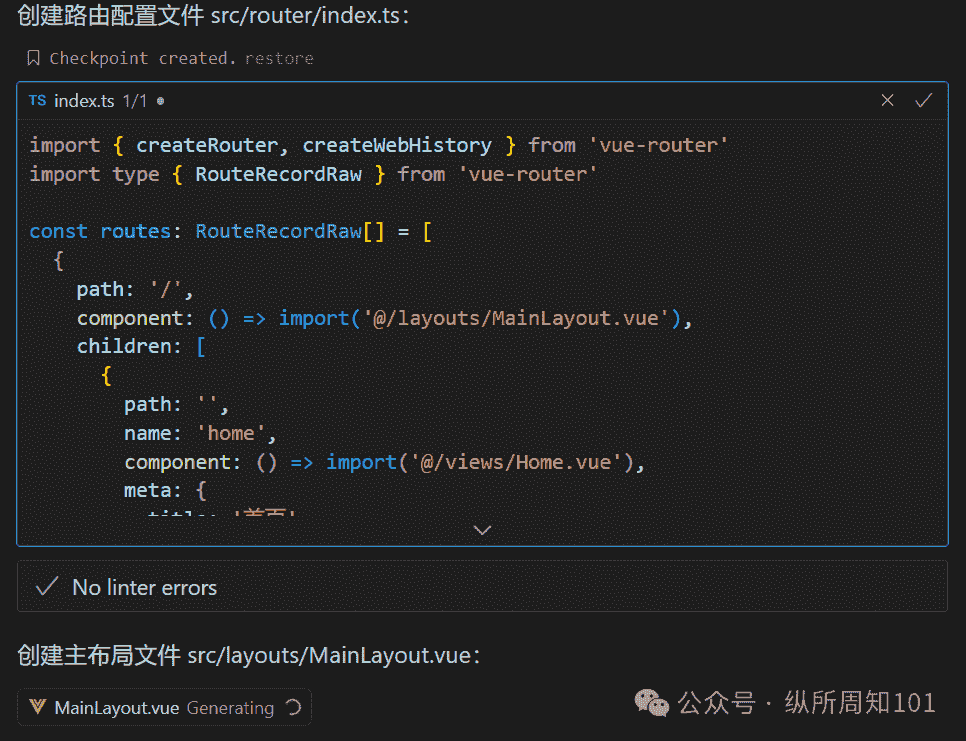 创建路由配置文件 src/router/index.ts：
Checkpoint created. restore
TS index.ts 1/1
import { createRouter, createWebHistory } from 'vue-router'
import type { RouteRecordRaw } from 'vue-router'
const routes: RouteRecordRaw[] = [
{
path: '/',
component: () => import('@/layouts/MainLayout.vue'),
children: [
{
path: '',
name: 'home',
component: () => import('@/views/Home.vue'),
meta: {
title: '首页'
No linter errors
创建主布局文件 src/layouts/MainLayout.vue：
MainLayout.vue Generating
公众号 · 纵所周知101